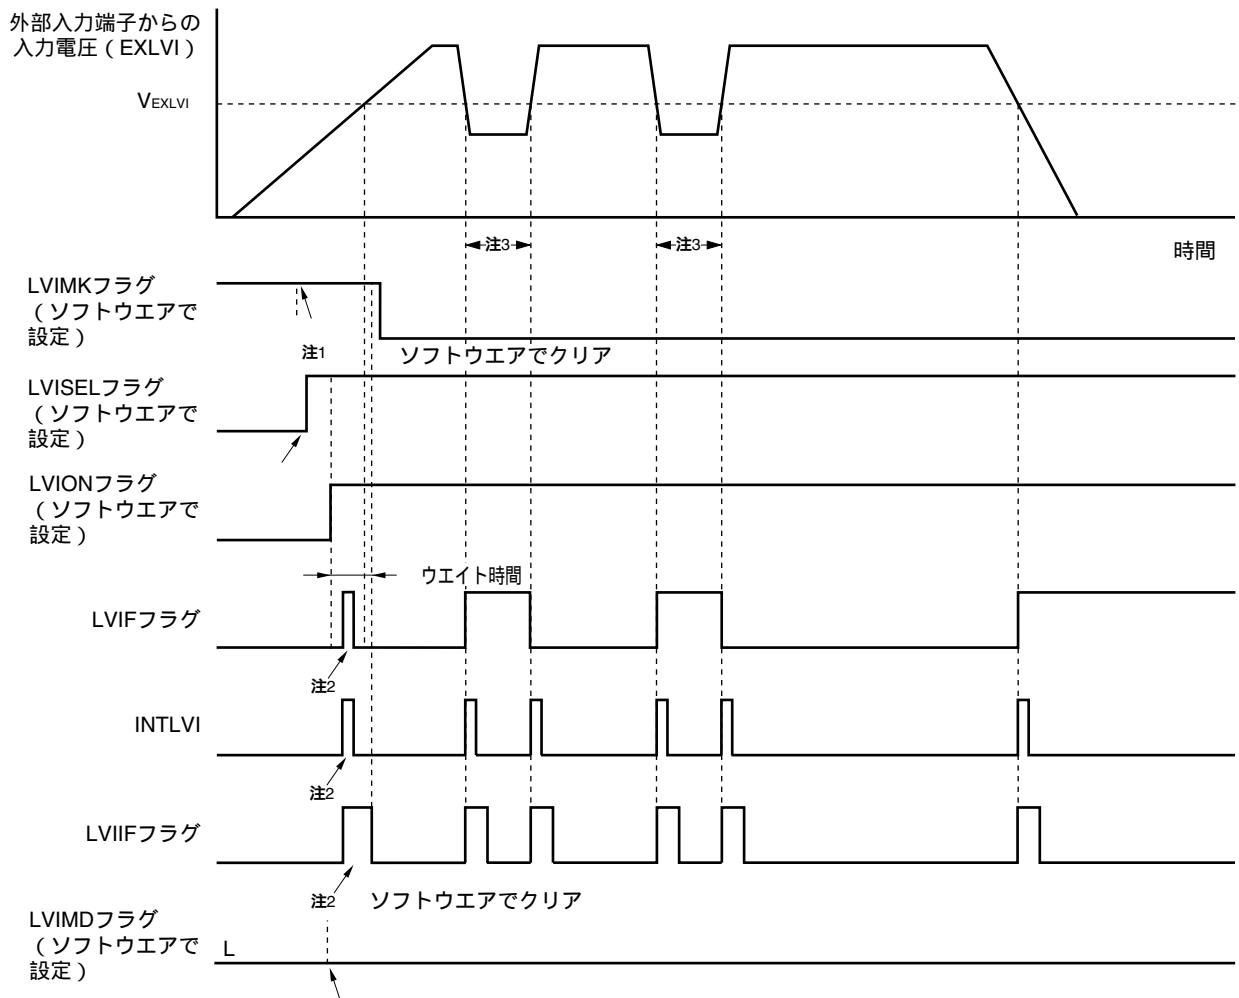 外部入力端子からの
入力電圧（EXLVI）
VEXLVI
注3
注3
時間
LVIMKフラグ
（ソフトウエアで
設定）
注1
ソフトウエアでクリア
LVISELフラグ
（ソフトウエアで
設定）
LVIONフラグ
（ソフトウエアで
設定）
ウエイト時間
LVIFフラグ
注2
INTLVI
注2
LVIIFフラグ
注2
ソフトウエアでクリア
LVIMDフラグ
（ソフトウエアで
設定）
L